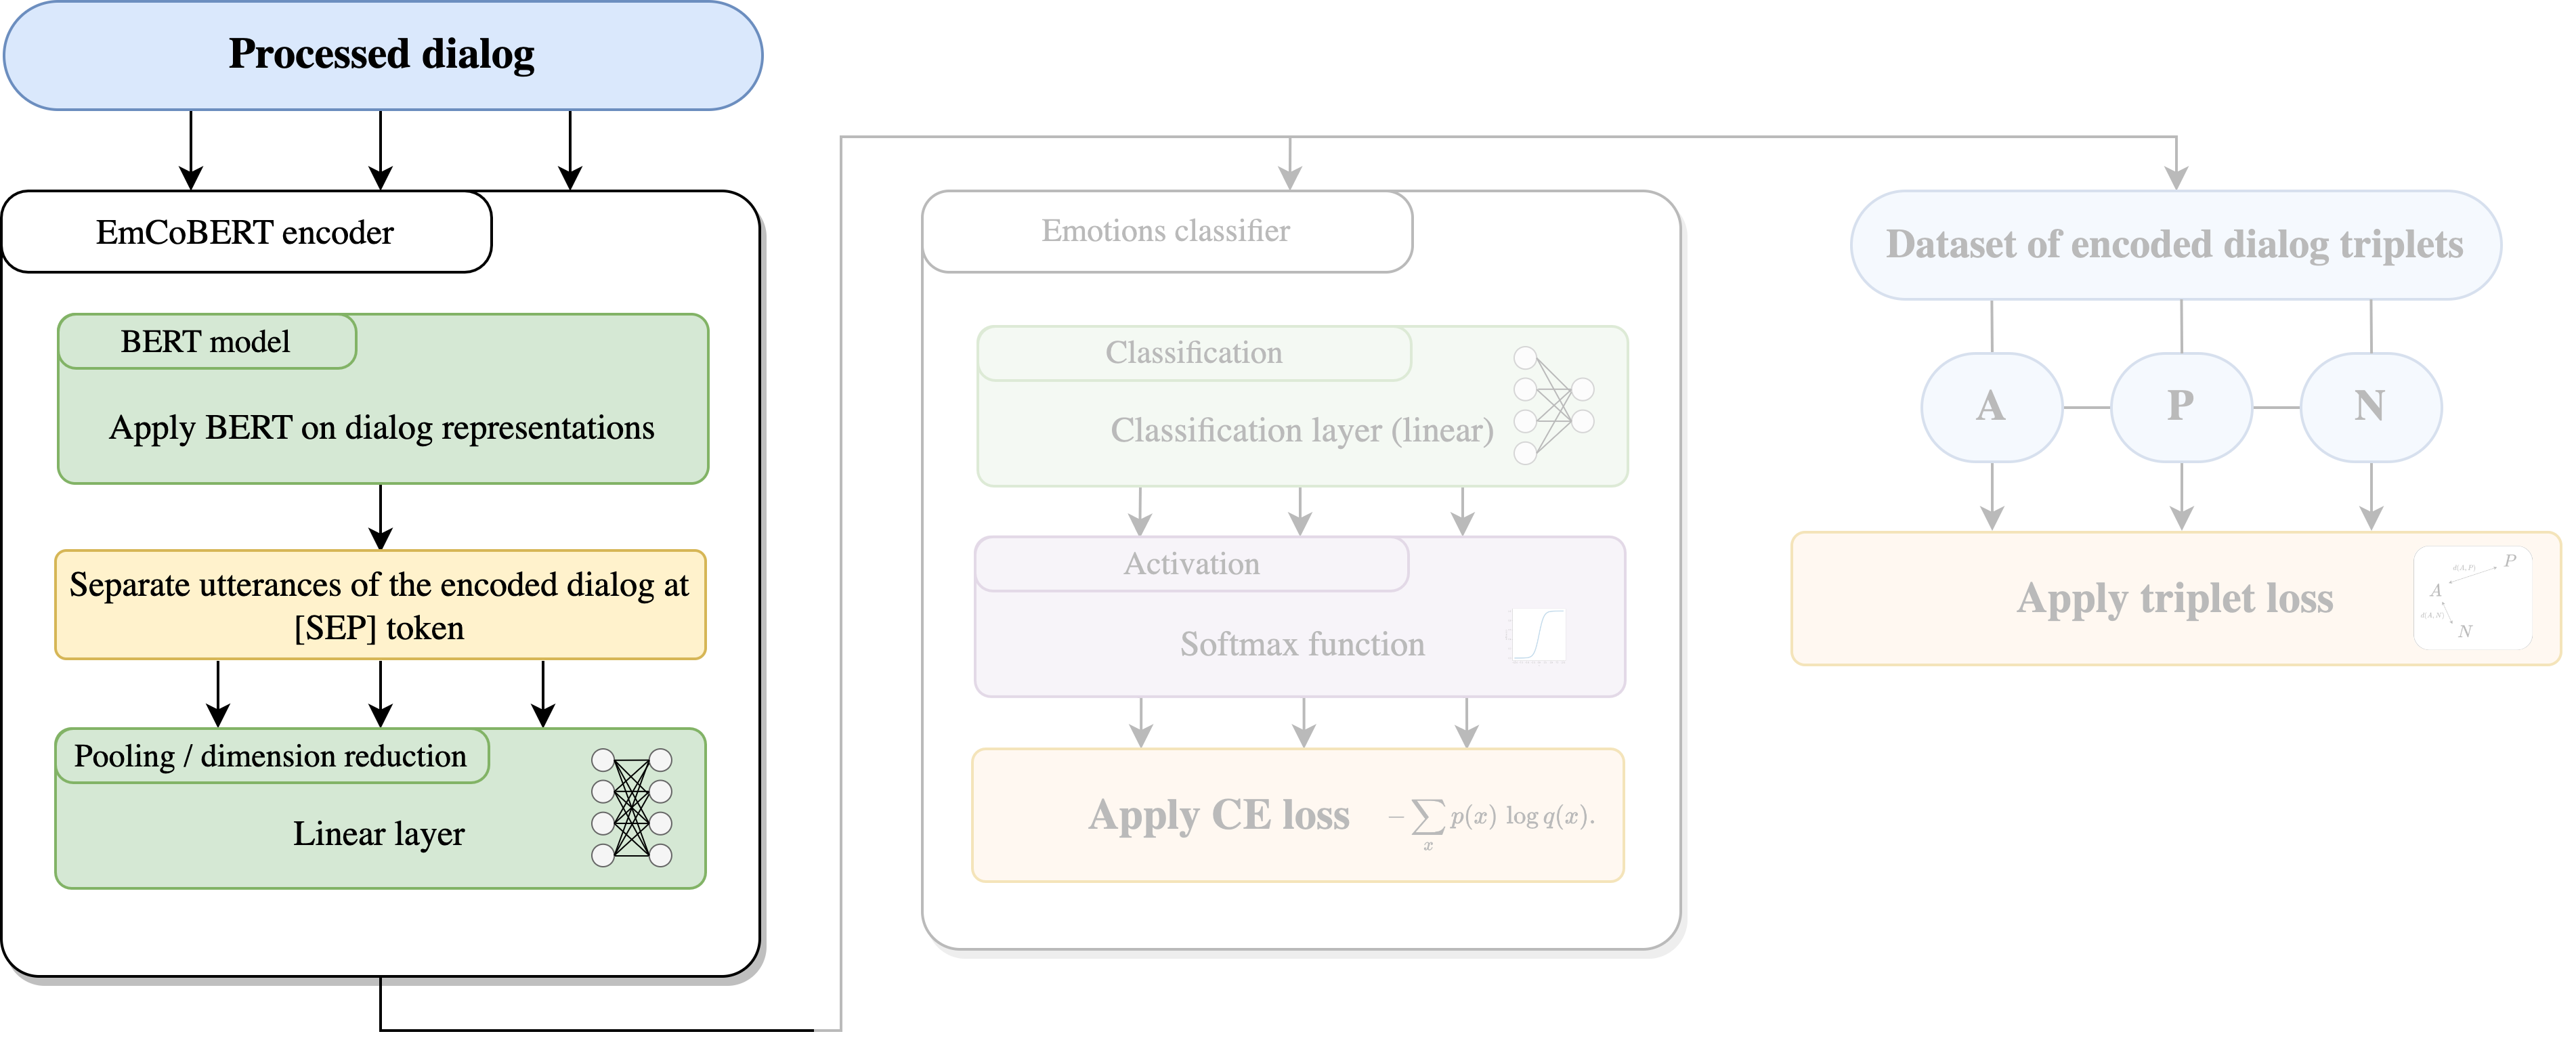 Processed dialog
EmCoBERT encoder
BERT model
Apply BERT on dialog representations
Separate utterances of the encoded dialog at
[SEP] token
Pooling / dimension reduction
Linear layer
Emotions classifier
Classification
Classification layer (linear)
Activation
Softmax function
Apply CE loss
− ∑ p(x) log q(x).
x
Dataset of encoded dialog triplets
A
P
N
Apply triplet loss
P
d(A, P)
A
d(A, N)
N